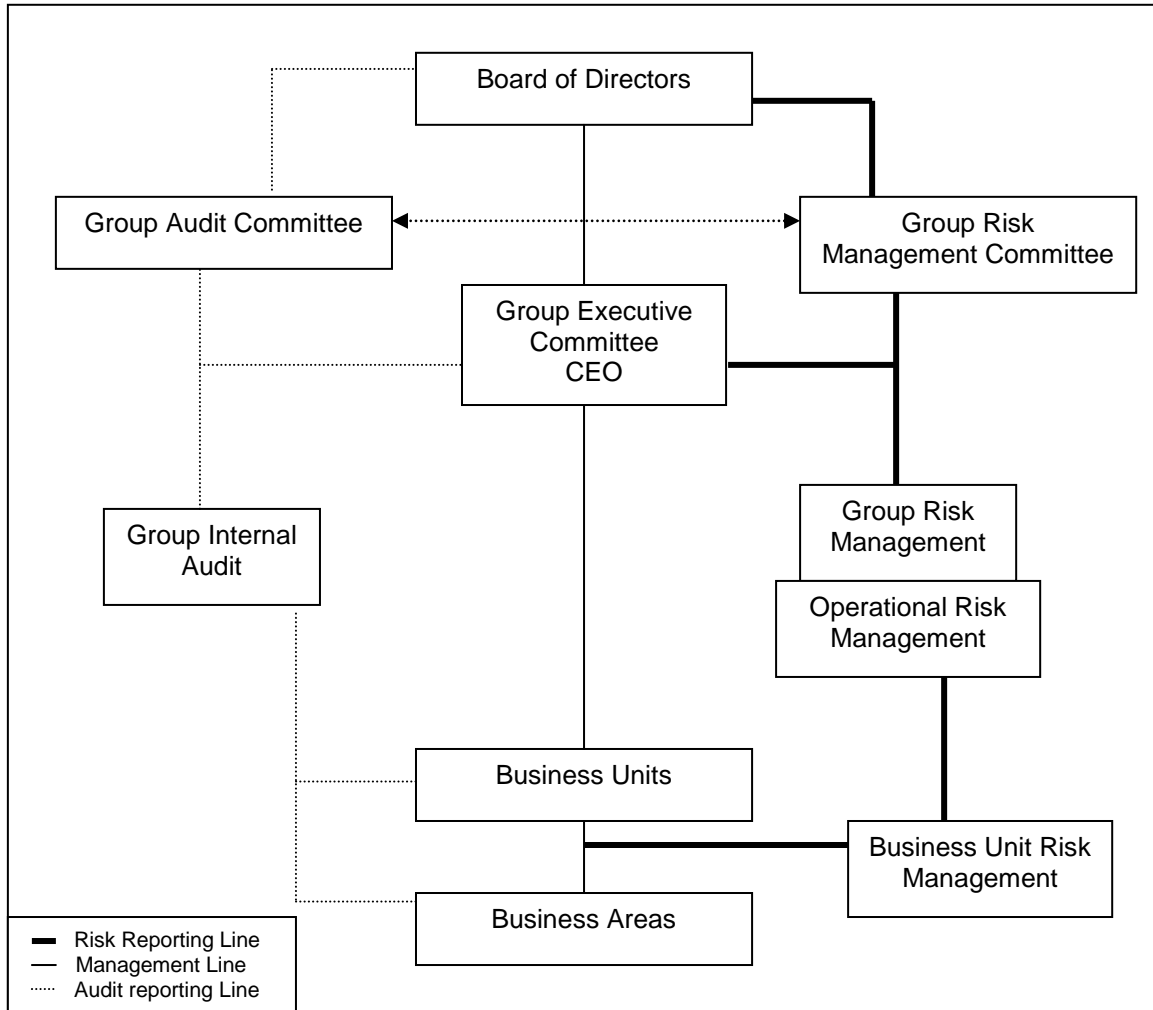 Board of Directors
Group Audit Committee
Group Risk
Management Committee
Group Executive
Committee
CEO
Group Internal
Audit
Group Risk
Management
Operational Risk
Management
Business Units
Business Unit Risk
Management
Business Areas
Risk Reporting Line
Management Line
Audit reporting Line